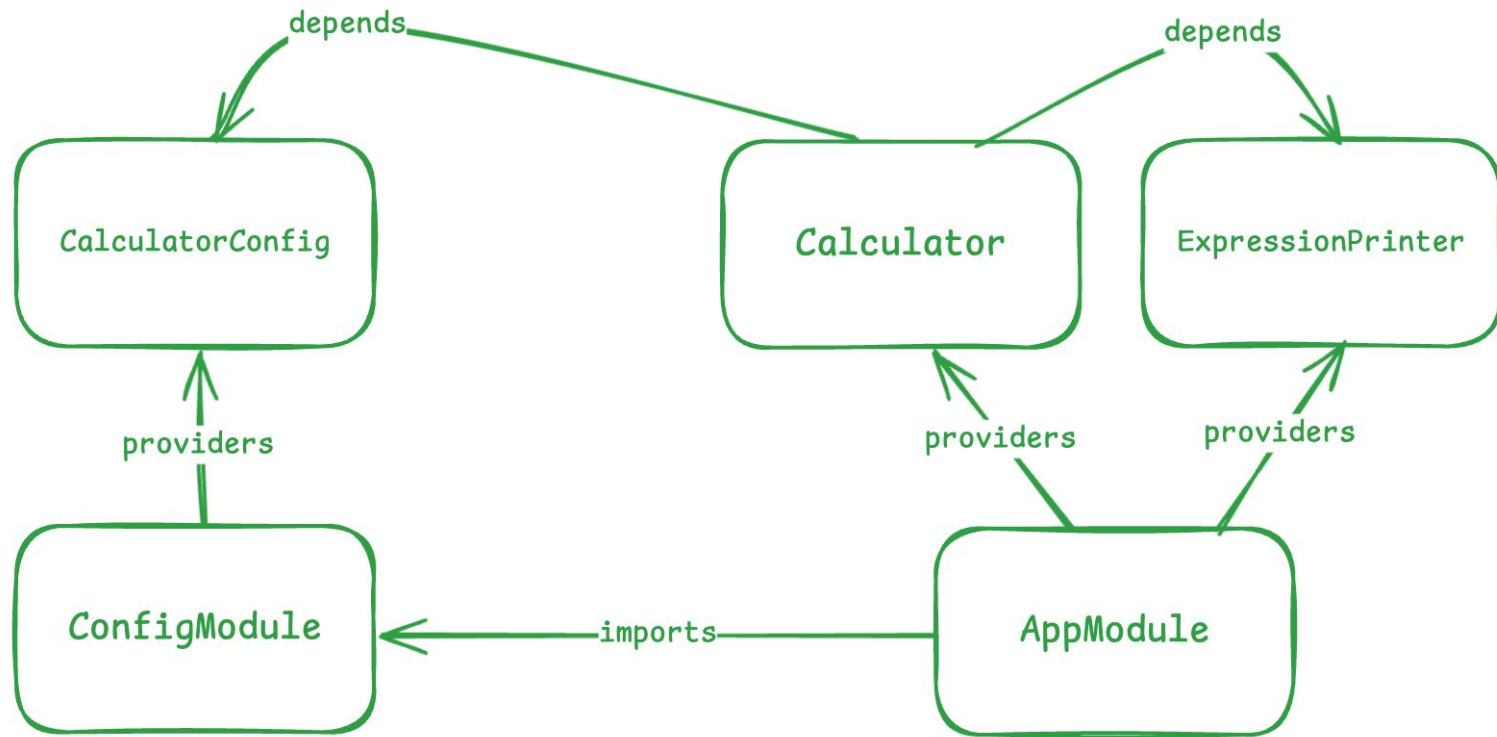 depends
depends
CalculatorConfig
Calculator
ExpressionPrinter
providers
providers
providers
ConfigModule
imports
AppModule